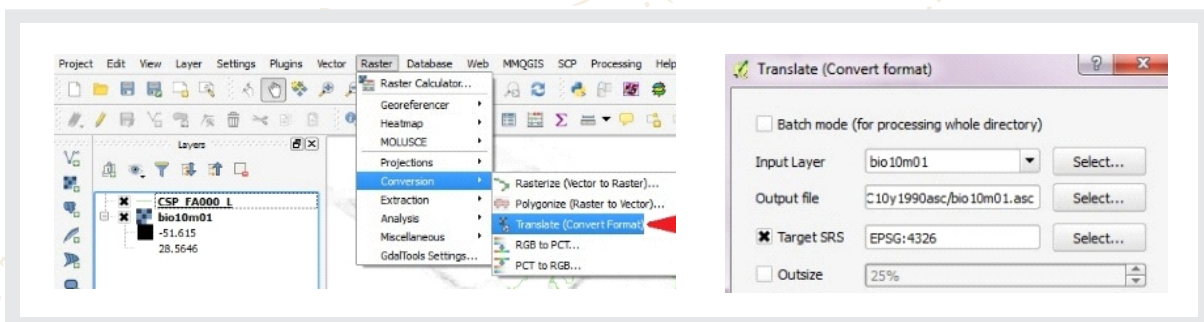 Project Edit View Layer Settings Plugins Vector Raster Database Web MMQGIS SCP Processing Help
Raster Calculator...
Georeferencer
Heatmap
MOLUSCE
Projections
Conversion
Extraction
Analysis
Miscellaneous
GdalTools Settings...
Rasterize (Vector to Raster)...
Polygonize (Raster to Vector)...
Translate (Convert Format)
RGB to PCT...
PCT to RGB...
Layers
CSP_FA000_L
bio10m01
-51.615
28.5646
Translate (Convert format)
Batch mode (for processing whole directory)
Input Layer bio10m01 Select...
Output file C10y1990asc/bio10m01.asc Select...
Target SRS EPSG:4326 Select...
Outsize 25%